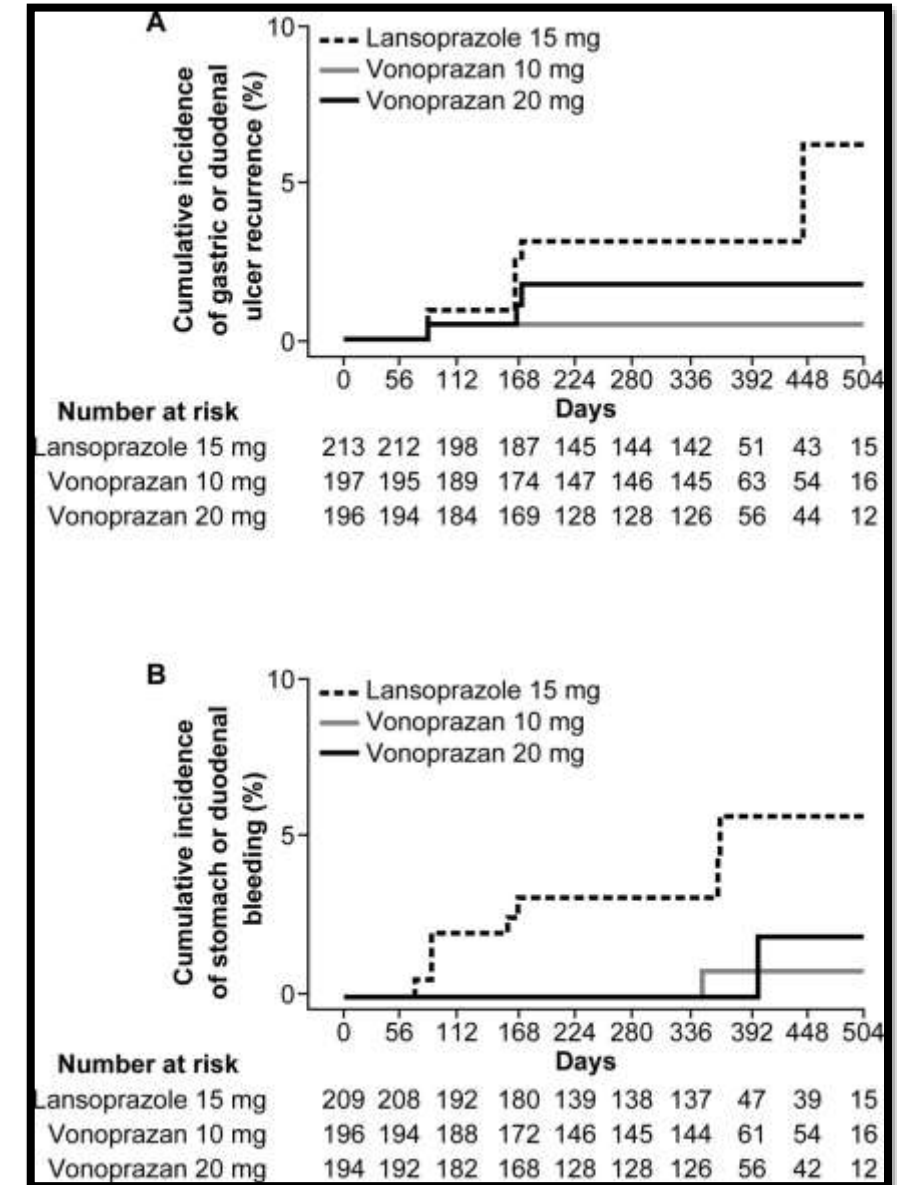 A
10
Lansoprazole 15 mg
Vonoprazan 10 mg
Vonoprazan 20 mg
Cumulative incidence
of gastric or duodenal
ulcer recurrence (%)
5
0
0 56 112 168 224 280 336 392 448 504
Days
Number at risk
Lansoprazole 15 mg 213 212 198 187 145 144 142 51 43 15
Vonoprazan 10 mg 197 195 189 174 147 146 145 63 54 16
Vonoprazan 20 mg 196 194 184 169 128 128 126 56 44 12
B
10
Lansoprazole 15 mg
Vonoprazan 10 mg
Vonoprazan 20 mg
Cumulative incidence
of stomach or duodenal
bleeding (%)
5
0
0 56 112 168 224 280 336 392 448 504
Days
Number at risk
Lansoprazole 15 mg 209 208 192 180 139 138 137 47 39 15
Vonoprazan 10 mg 196 194 188 172 146 145 144 61 54 16
Vonoprazan 20 mg 194 192 182 168 128 128 126 56 42 12